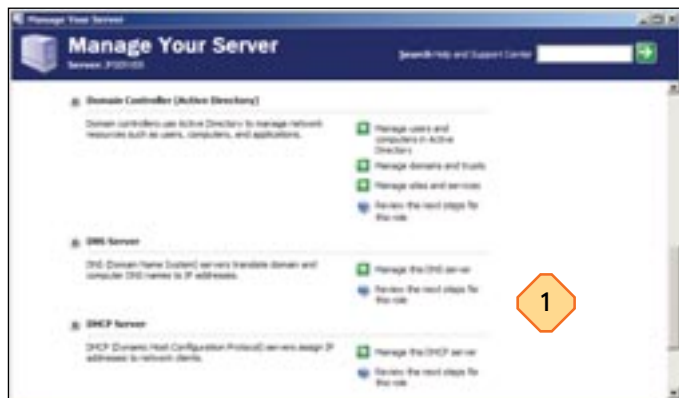 Manage Your Server
Manage Your Server
Server:
Search Help and Support Center
Domain Controller (Active Directory)
Domain controllers use Active Directory to manage network
resources such as users, computers, and applications.
Manage users and
computers in Active
Directory
Manage domains and trusts
Manage sites and services
Review the next steps for
this role
DNS Server
DNS (Domain Name System) servers translate domain and
computer DNS names to IP addresses.
Manage this DNS server
Review the next steps for
this role
1
DHCP Server
DHCP (Dynamic Host Configuration Protocol) servers assign IP
addresses to network clients.
Manage this DHCP server
Review the next steps for
this role